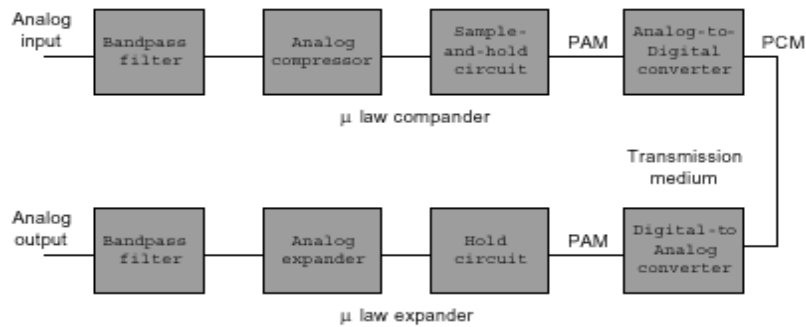 Analog
input
Bandpass
filter
Analog
compressor
Sample-
and-hold
circuit
PAM
Analog-to-
Digital
converter
PCM
μ law compander
Transmission
medium
Analog
output
Bandpass
filter
Analog
expander
Hold
circuit
PAM
Digital-to
Analog
converter
μ law expander